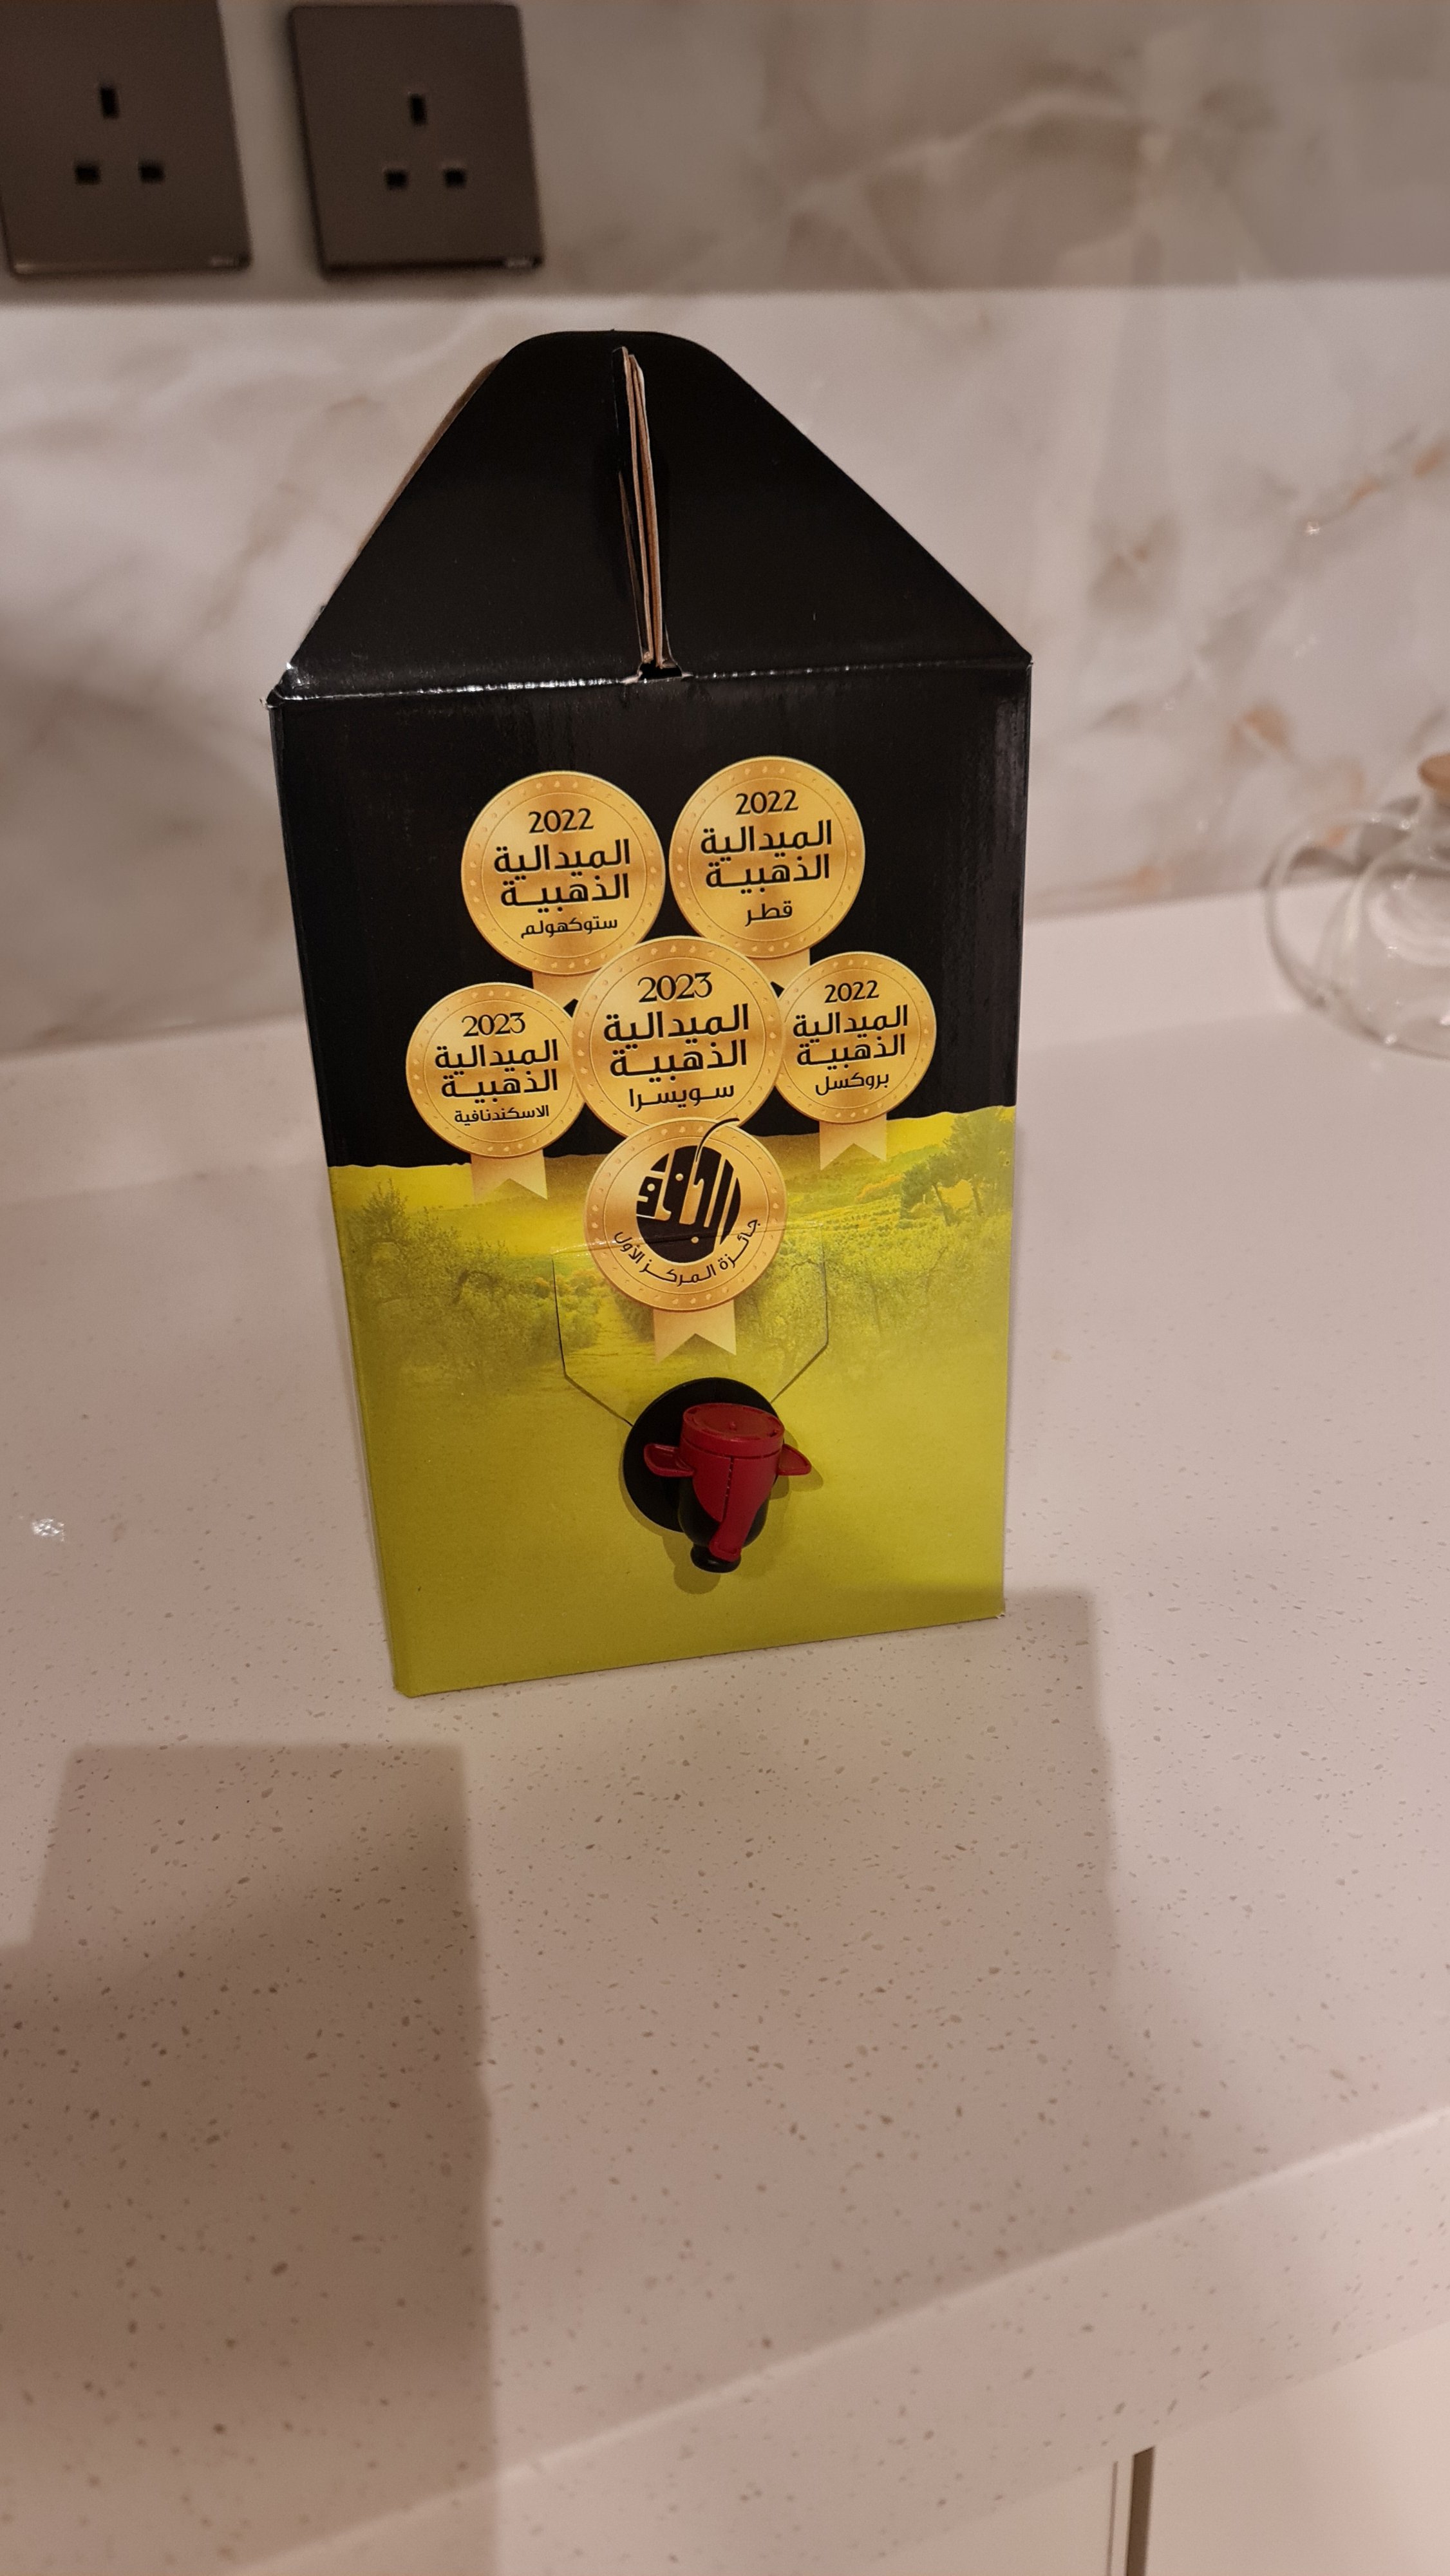 2022
الميدالية
الذهبية
قطر
2022
الميدالية
الذهبية
ستوكهولم
2022
الميدالية
الذهبية
بروكسل
2023
الميدالية
الذهبية
سويسرا
2023
الميدالية
الذهبية
الاسكندنافية
جائزة المركز الأول